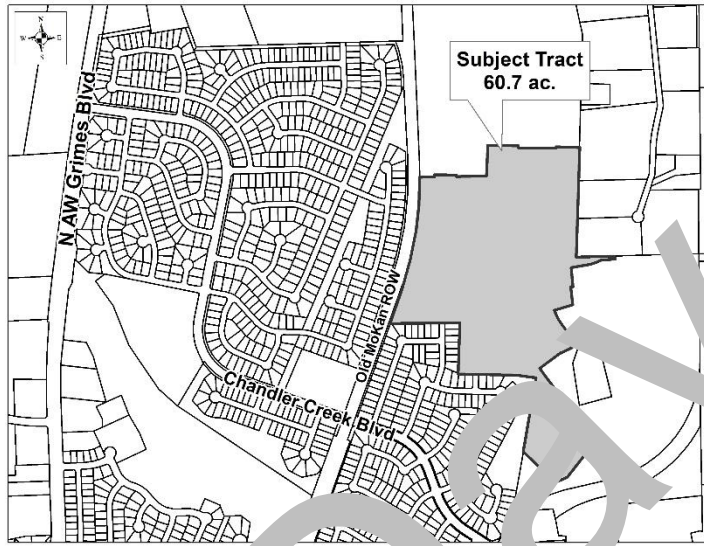 N
W E
S
Subject Tract
60.7 ac.
N AW Grimes Blvd
Old MoKan ROW
Chandler Creek Blvd